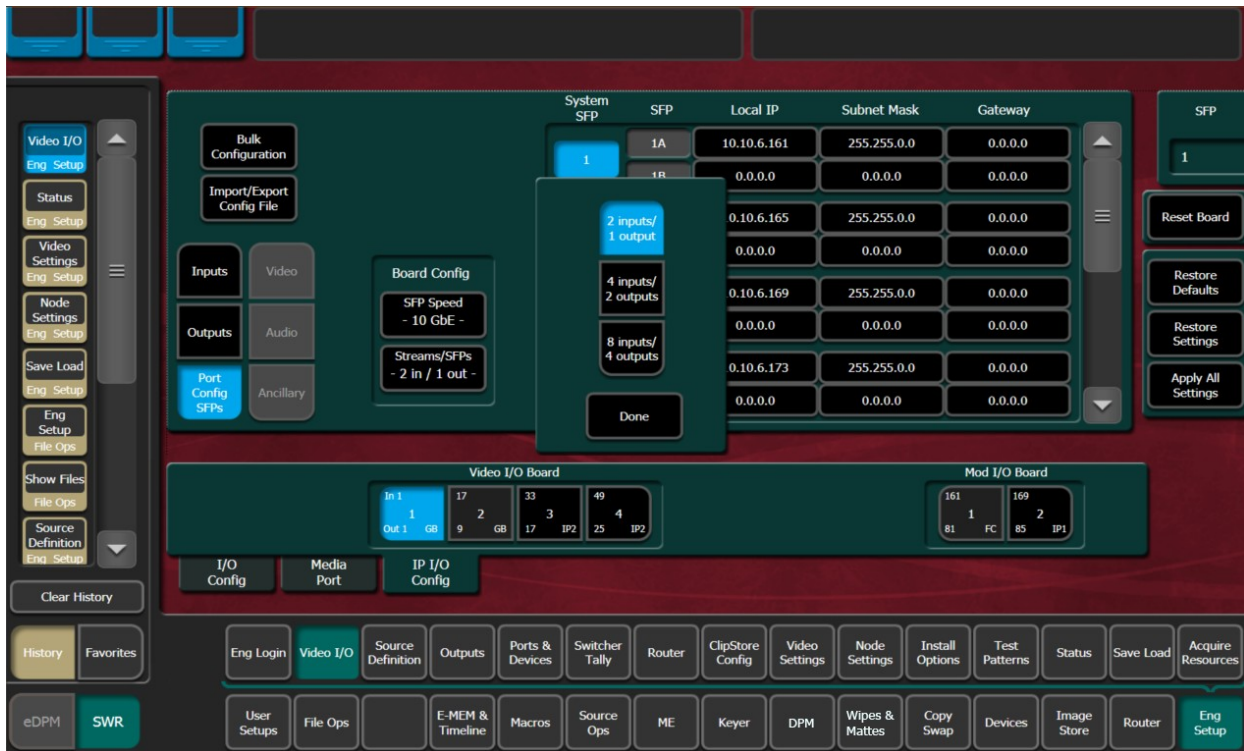 Video I/O
Eng Setup
Status
Eng Setup
Video
Settings
Eng Setup
Node
Settings
Eng Setup
Save Load
Eng Setup
Eng
Setup
File Ops
Show Files
File Ops
Source
Definition
Eng Setup
Clear History
History Favorites
eDPM SWR
Bulk
Configuration
Import/Export
Config File
Inputs Video
Outputs Audio
Port
Config
SFPs
Ancillary
Board Config
SFP Speed
- 10 GbE -
Streams/SFPs
- 2 in / 1 out -
System
SFP
SFP Local IP Subnet Mask Gateway
1
1A 10.10.6.161 255.255.0.0 0.0.0.0
1B 0.0.0.0 0.0.0.0 0.0.0.0
0.10.6.165 255.255.0.0 0.0.0.0
0.0.0.0 0.0.0.0 0.0.0.0
0.10.6.169 255.255.0.0 0.0.0.0
0.0.0.0 0.0.0.0 0.0.0.0
0.10.6.173 255.255.0.0 0.0.0.0
0.0.0.0 0.0.0.0 0.0.0.0
2 inputs/
1 output
4 inputs/
2 outputs
8 inputs/
4 outputs
Done
SFP
1
Reset Board
Restore
Defaults
Restore
Settings
Apply All
Settings
Video I/O Board
In 1
1
Out 1 GB
17
2
9 GB
33
3
17 IP2
49
4
25 IP2
Mod I/O Board
161
1
81 FC
169
2
85 IP1
I/O
Config
Media
Port
IP I/O
Config
Eng Login
Video I/O
Source
Definition
Outputs
Ports &
Devices
Switcher
Tally
Router
ClipStore
Config
Video
Settings
Node
Settings
Install
Options
Test
Patterns
Status
Save Load
Acquire
Resources
User
Setups
File Ops
E-MEM &
Timeline
Macros
Source
Ops
ME
Keyer
DPM
Wipes &
Mattes
Copy
Swap
Devices
Image
Store
Router
Eng
Setup